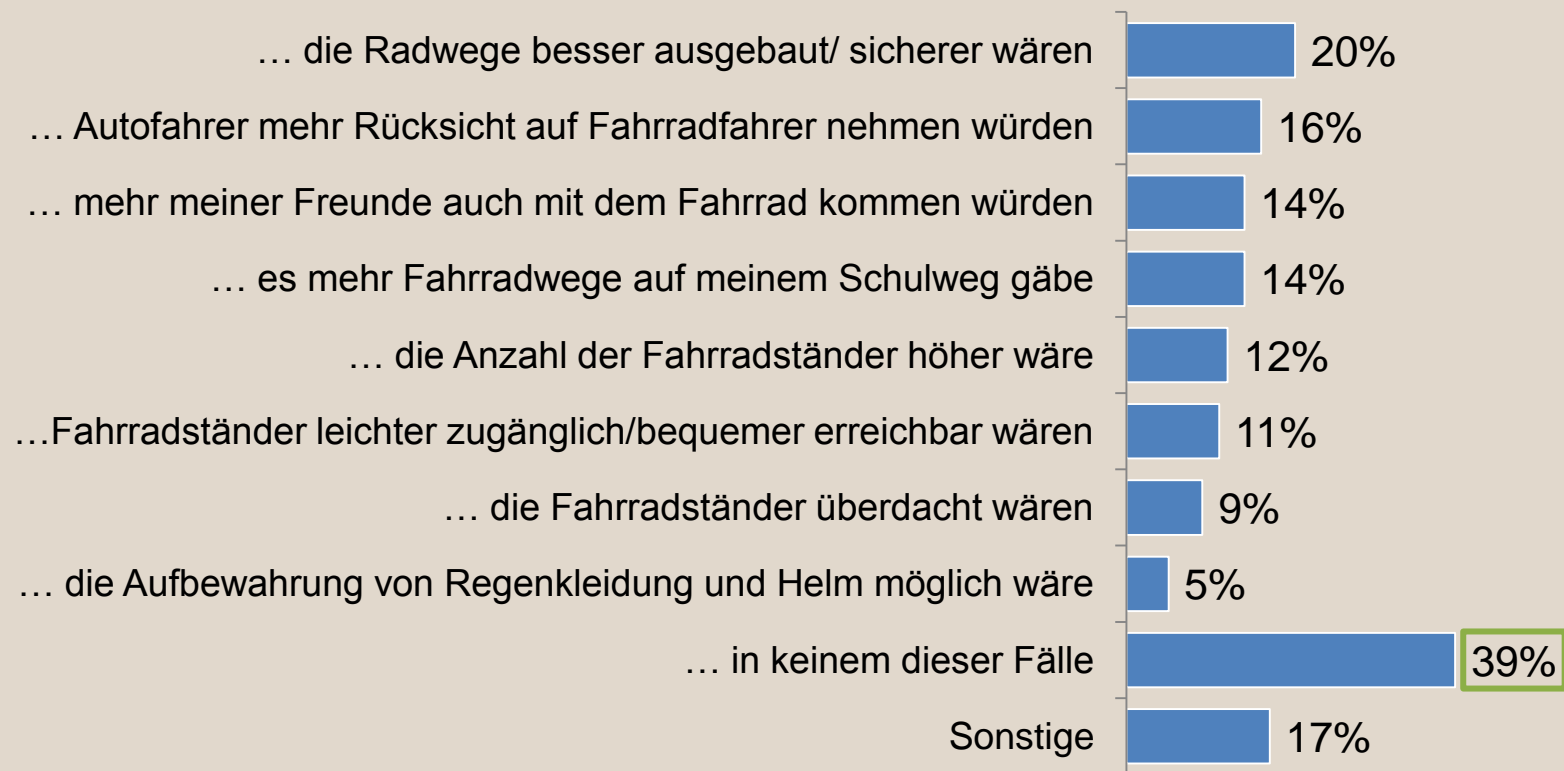 … die Radwege besser ausgebaut/ sicherer wären 20%
… Autofahrer mehr Rücksicht auf Fahrradfahrer nehmen würden 16%
… mehr meiner Freunde auch mit dem Fahrrad kommen würden 14%
… es mehr Fahrradwege auf meinem Schulweg gäbe 14%
… die Anzahl der Fahrradständer höher wäre 12%
…Fahrradständer leichter zugänglich/bequemer erreichbar wären 11%
… die Fahrradständer überdacht wären 9%
… die Aufbewahrung von Regenkleidung und Helm möglich wäre 5%
… in keinem dieser Fälle 39%
Sonstige 17%